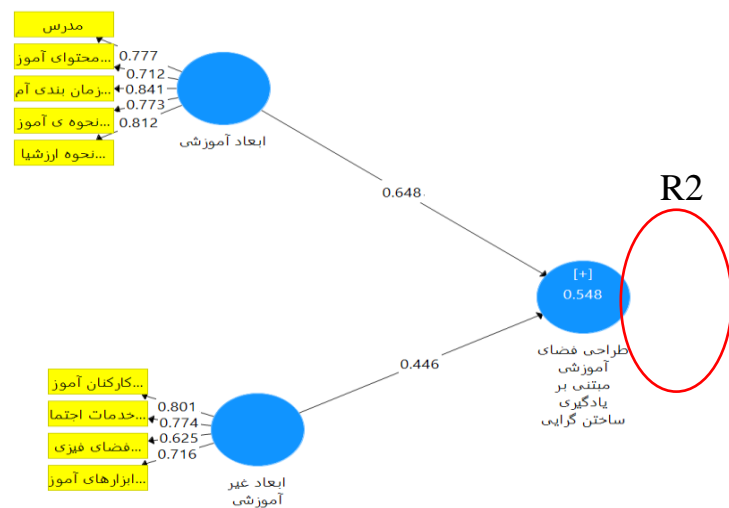 مدرس
محتوای آموز...
زمان بندی آم...
نحوه ی آموز...
نحوه ارزشیا...
0.777
0.712
0.841
0.773
0.812
ابعاد آموزشی
0.648
R2
[+]
0.548
طراحی فضای
آموزشی
مبتنی بر
یادگیری
ساختن گرایی
0.446
کارکنان آموز...
خدمات اجتما...
فضای فیزی...
ابزارهای آموز...
0.801
0.774
0.625
0.716
ابعاد غیر
آموزشی